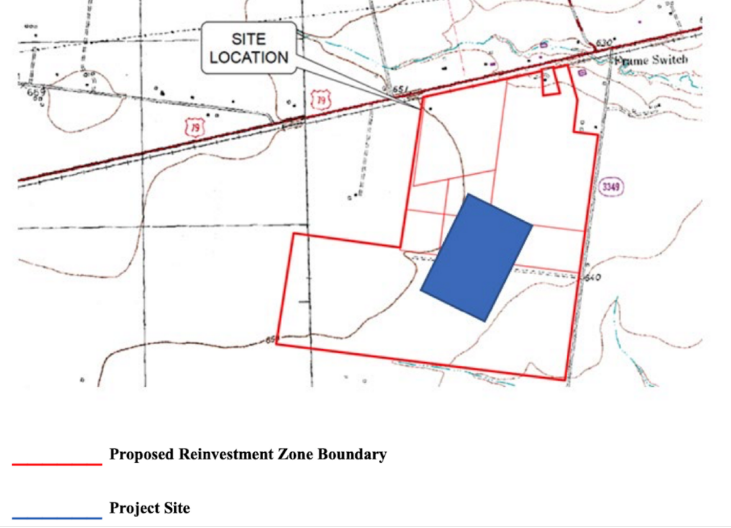 SITE
LOCATION
630
Frame Switch
651
79
79
3349
640
Proposed Reinvestment Zone Boundary
Project Site